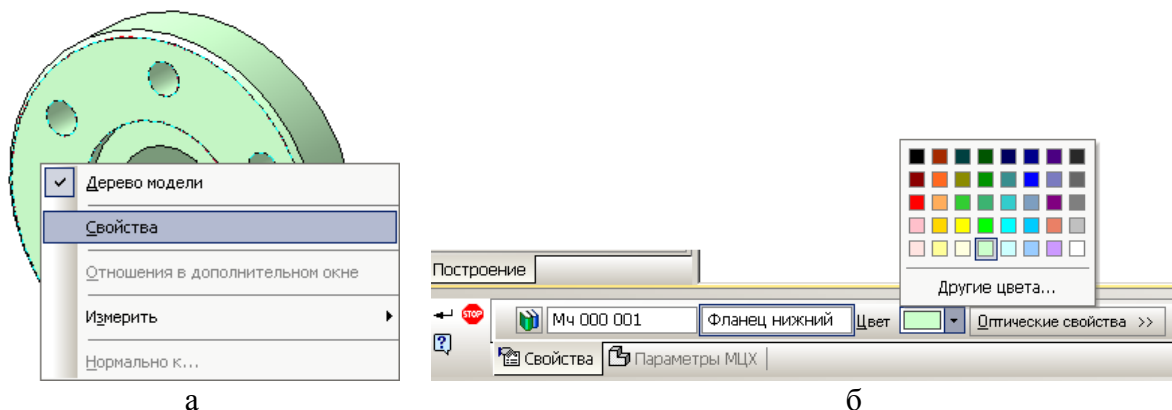 Дерево модели
Свойства
Отношения в дополнительном окне
Измерить
Нормально к...
а
Другие цвета...
Построение
STOP
Мч 000 001 Фланец нижний Цвет Оптические свойства >>
Свойства Параметры МЦХ
б